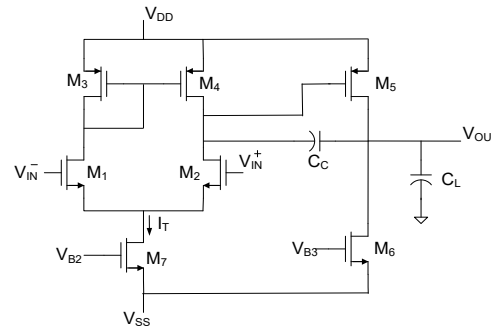 V_DD
M_3
M_4
M_5
V_IN^-
M_1
M_2
V_IN^+
C_C
V_OU
C_L
I_T
V_B2
M_7
V_B3
M_6
V_SS